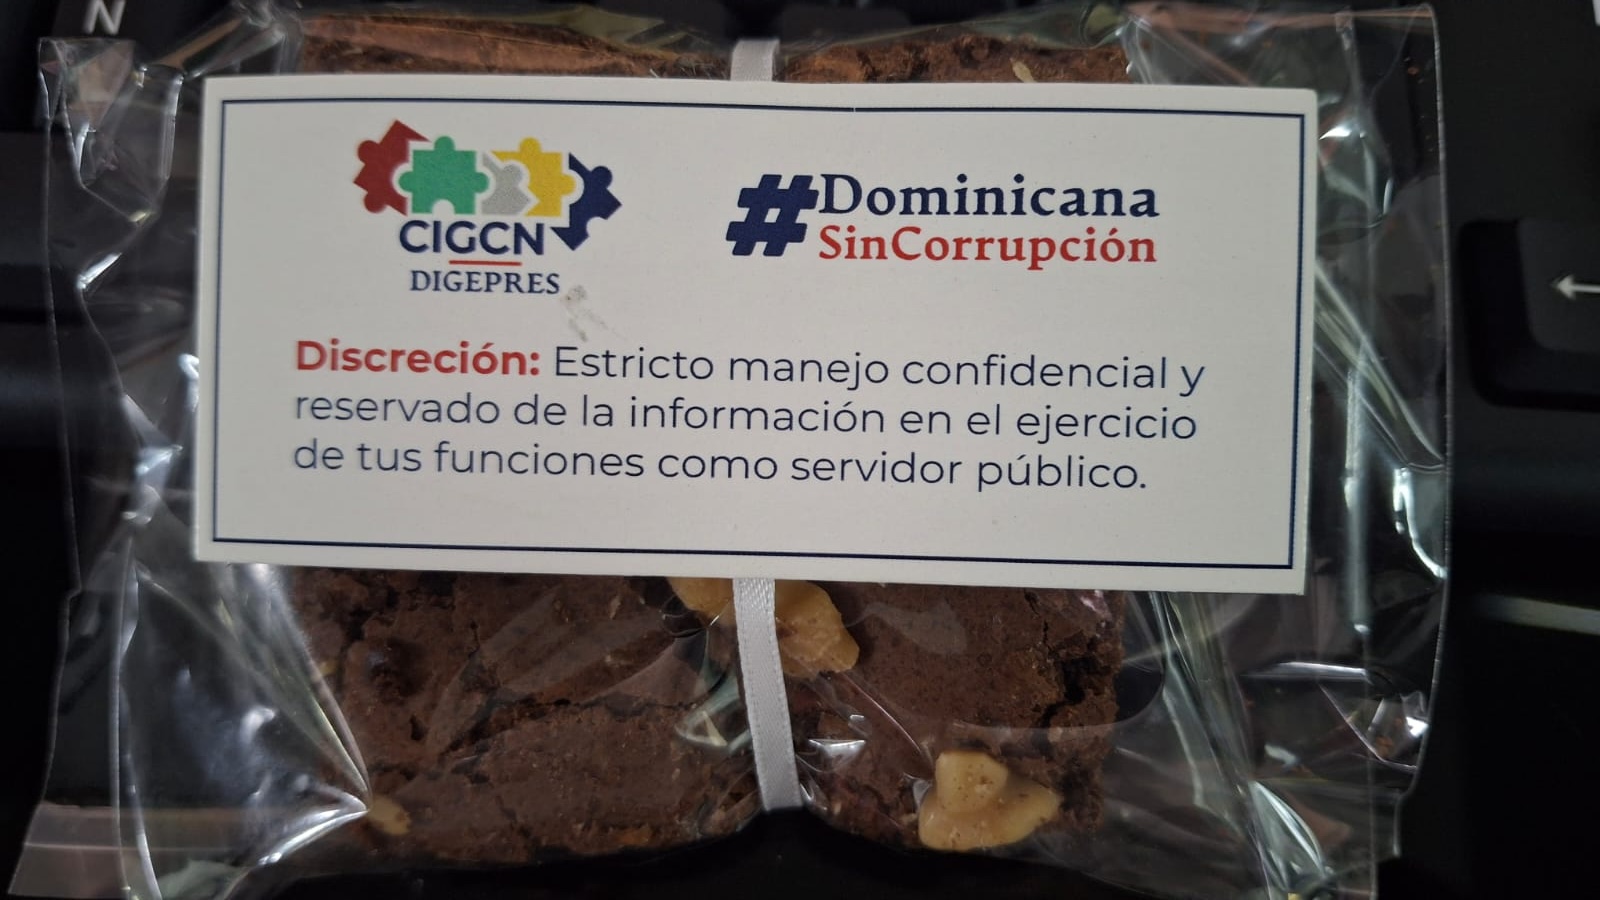 N
CIGCN
DIGEPRES
#Dominicana
SinCorrupción
Discreción: Estricto manejo confidencial y
reservado de la información en el ejercicio
de tus funciones como servidor público.